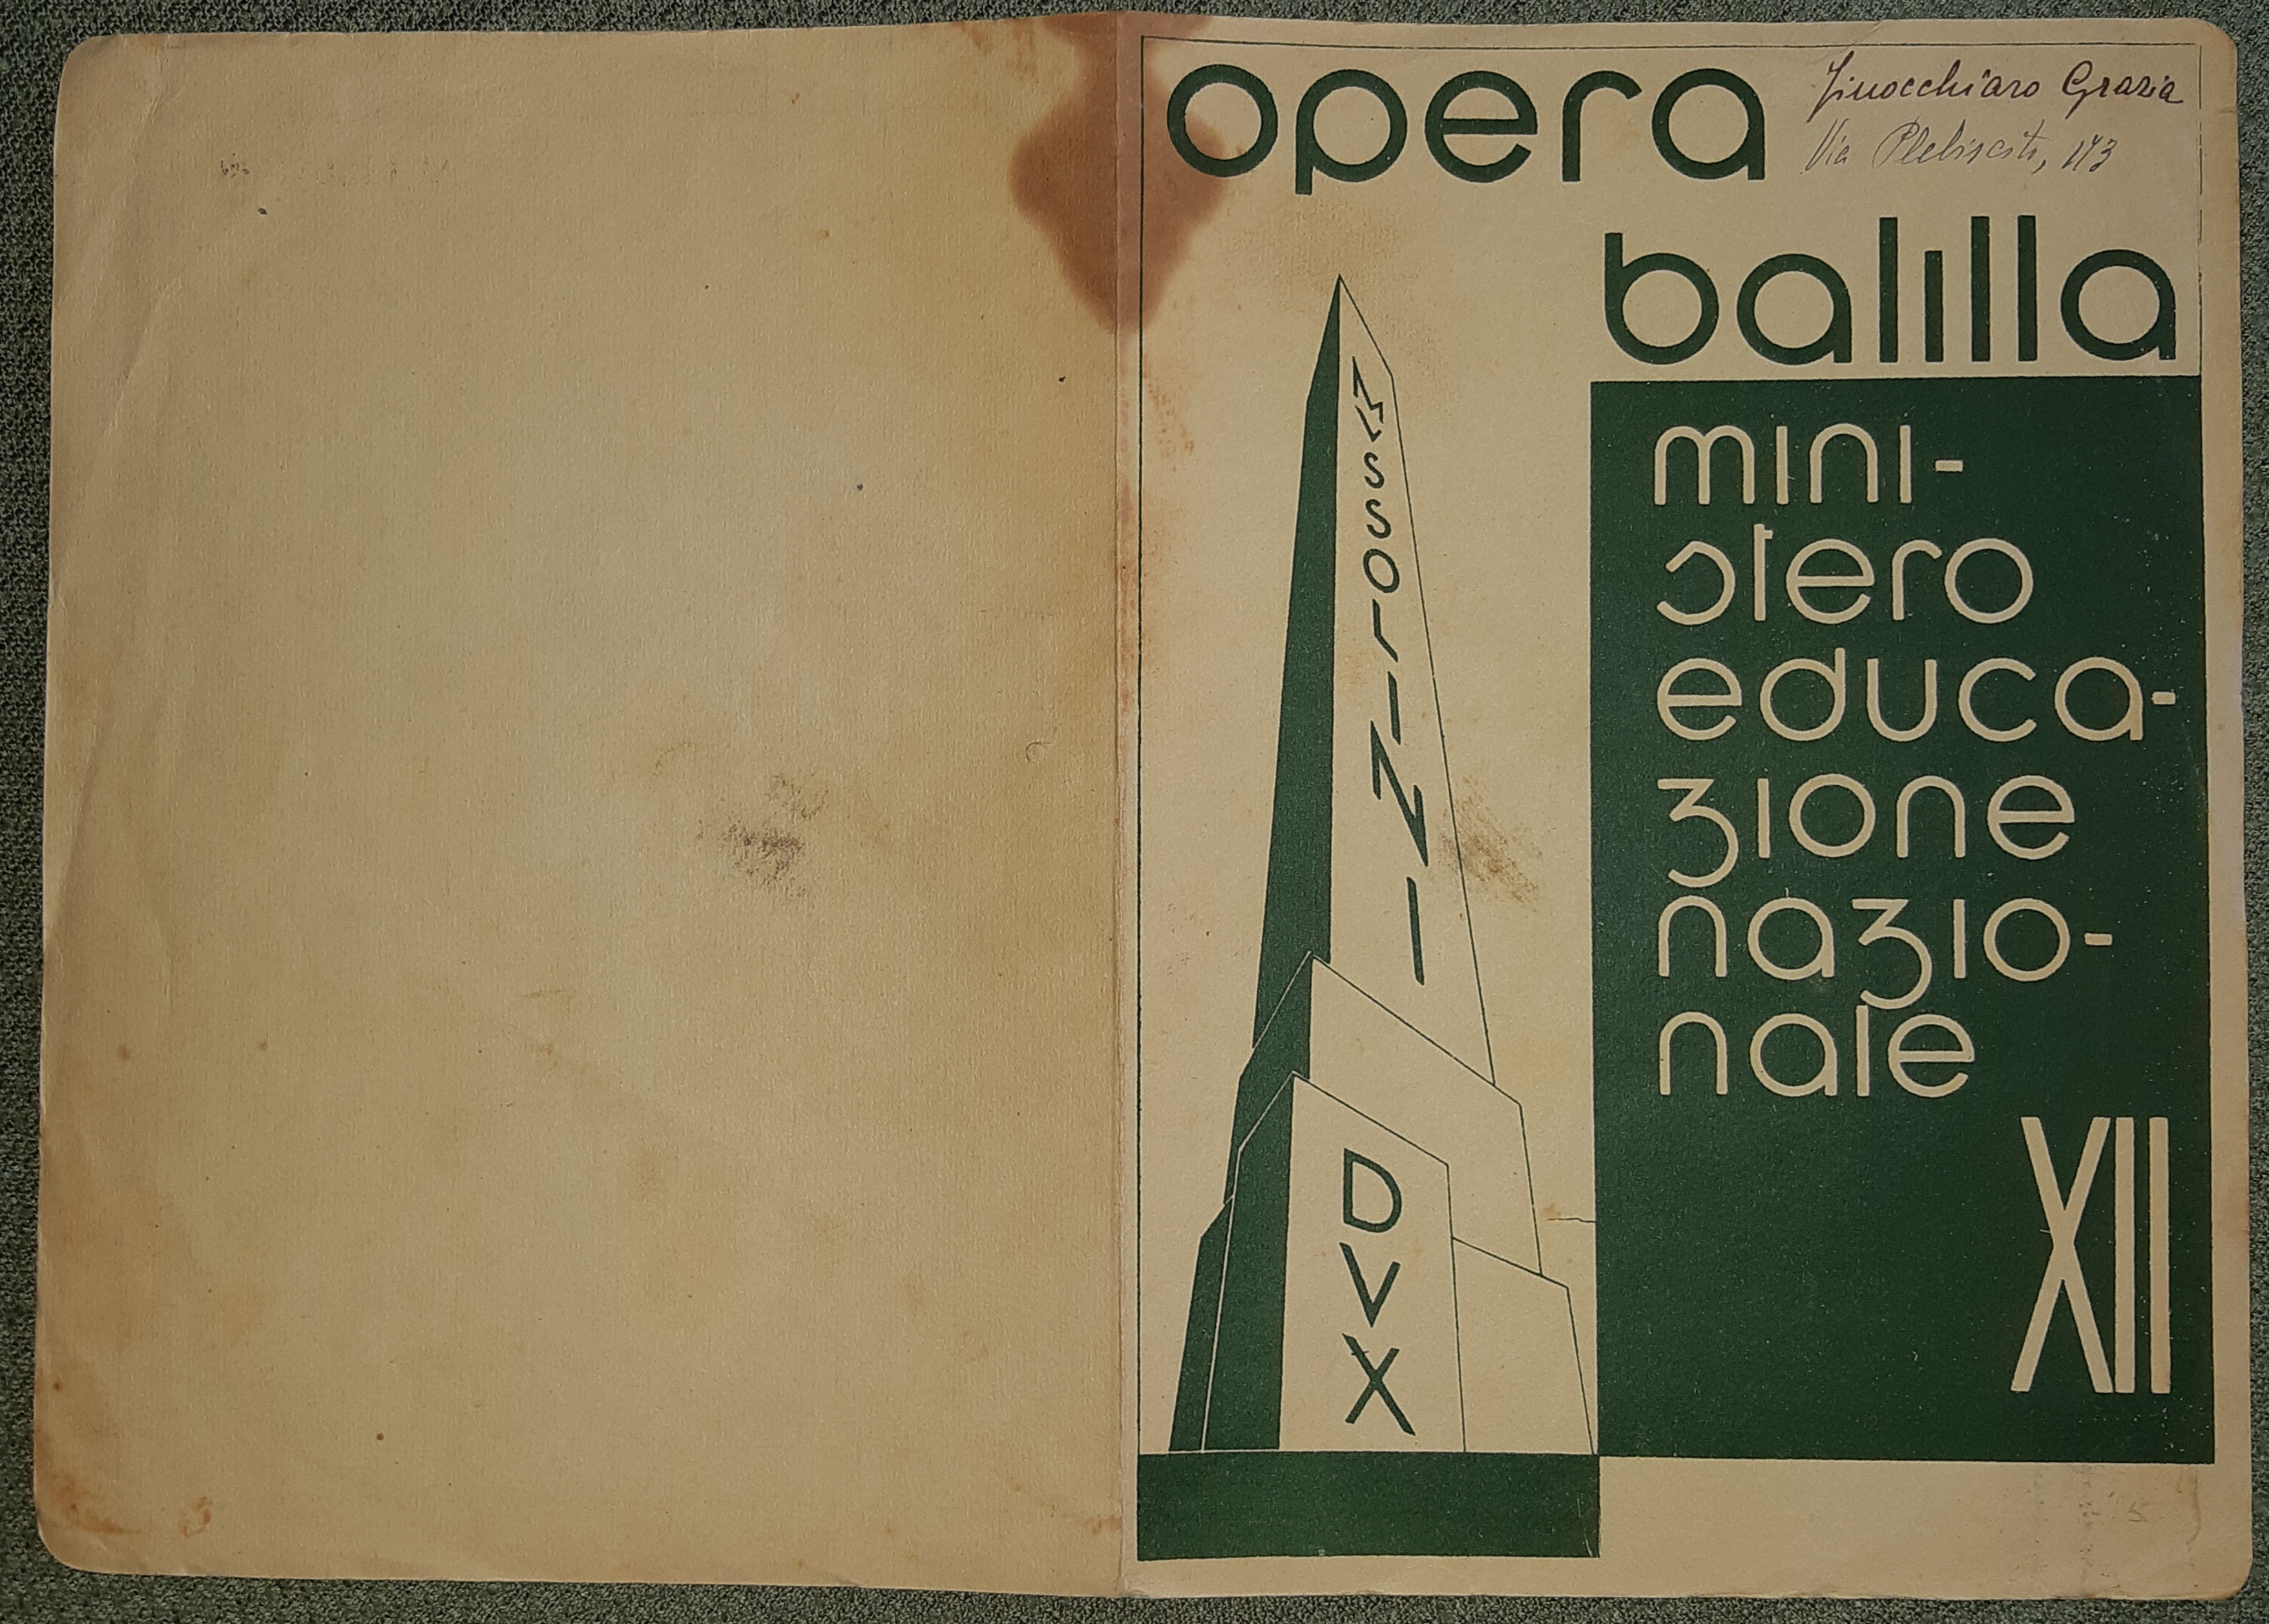 opera
Finocchiaro Grazia
Via Plebiscito, 173
balilla
mini-
stero
educa-
zione
nazio-
nale
XII
MVSSOLINI
DVX